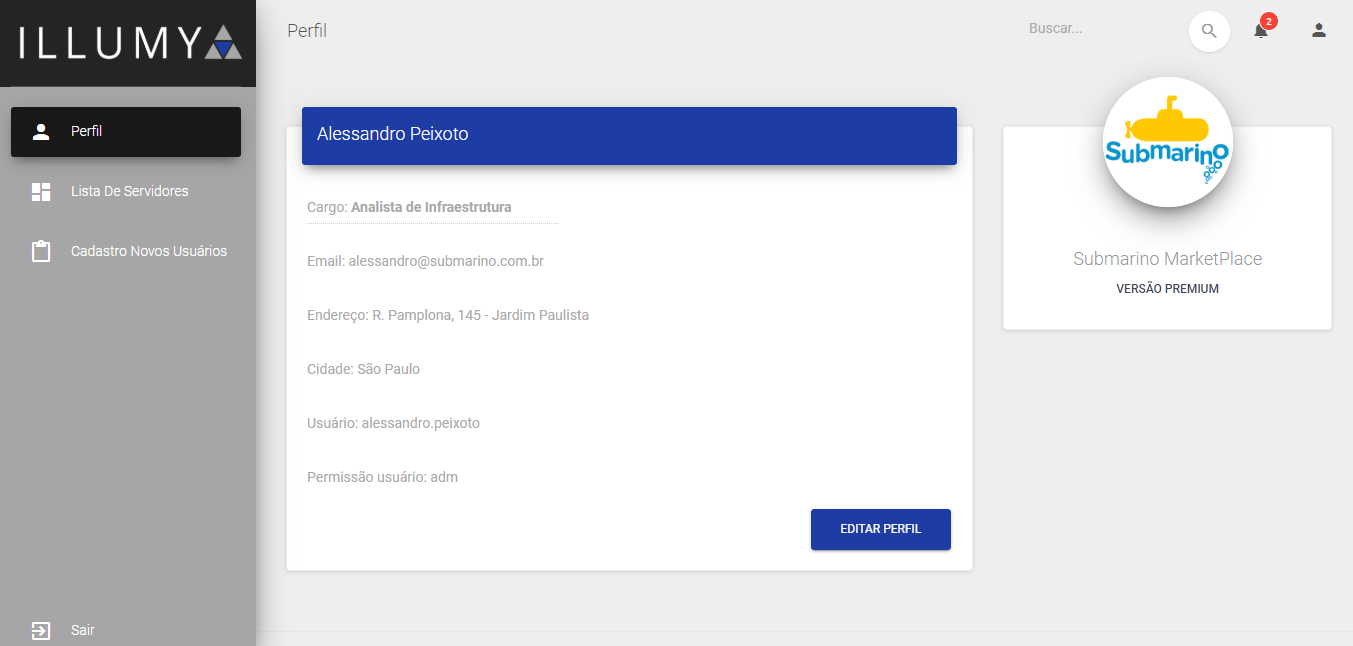 ILLUMY
Perfil
Buscar...
2
Perfil
Lista De Servidores
Cadastro Novos Usuários
Sair
Alessandro Peixoto
Cargo: Analista de Infraestrutura
Email: alessandro@submarino.com.br
Endereço: R. Pamplona, 145 - Jardim Paulista
Cidade: São Paulo
Usuário: alessandro.peixoto
Permissão usuário: adm
EDITAR PERFIL
Submarino
Submarino MarketPlace
VERSÃO PREMIUM